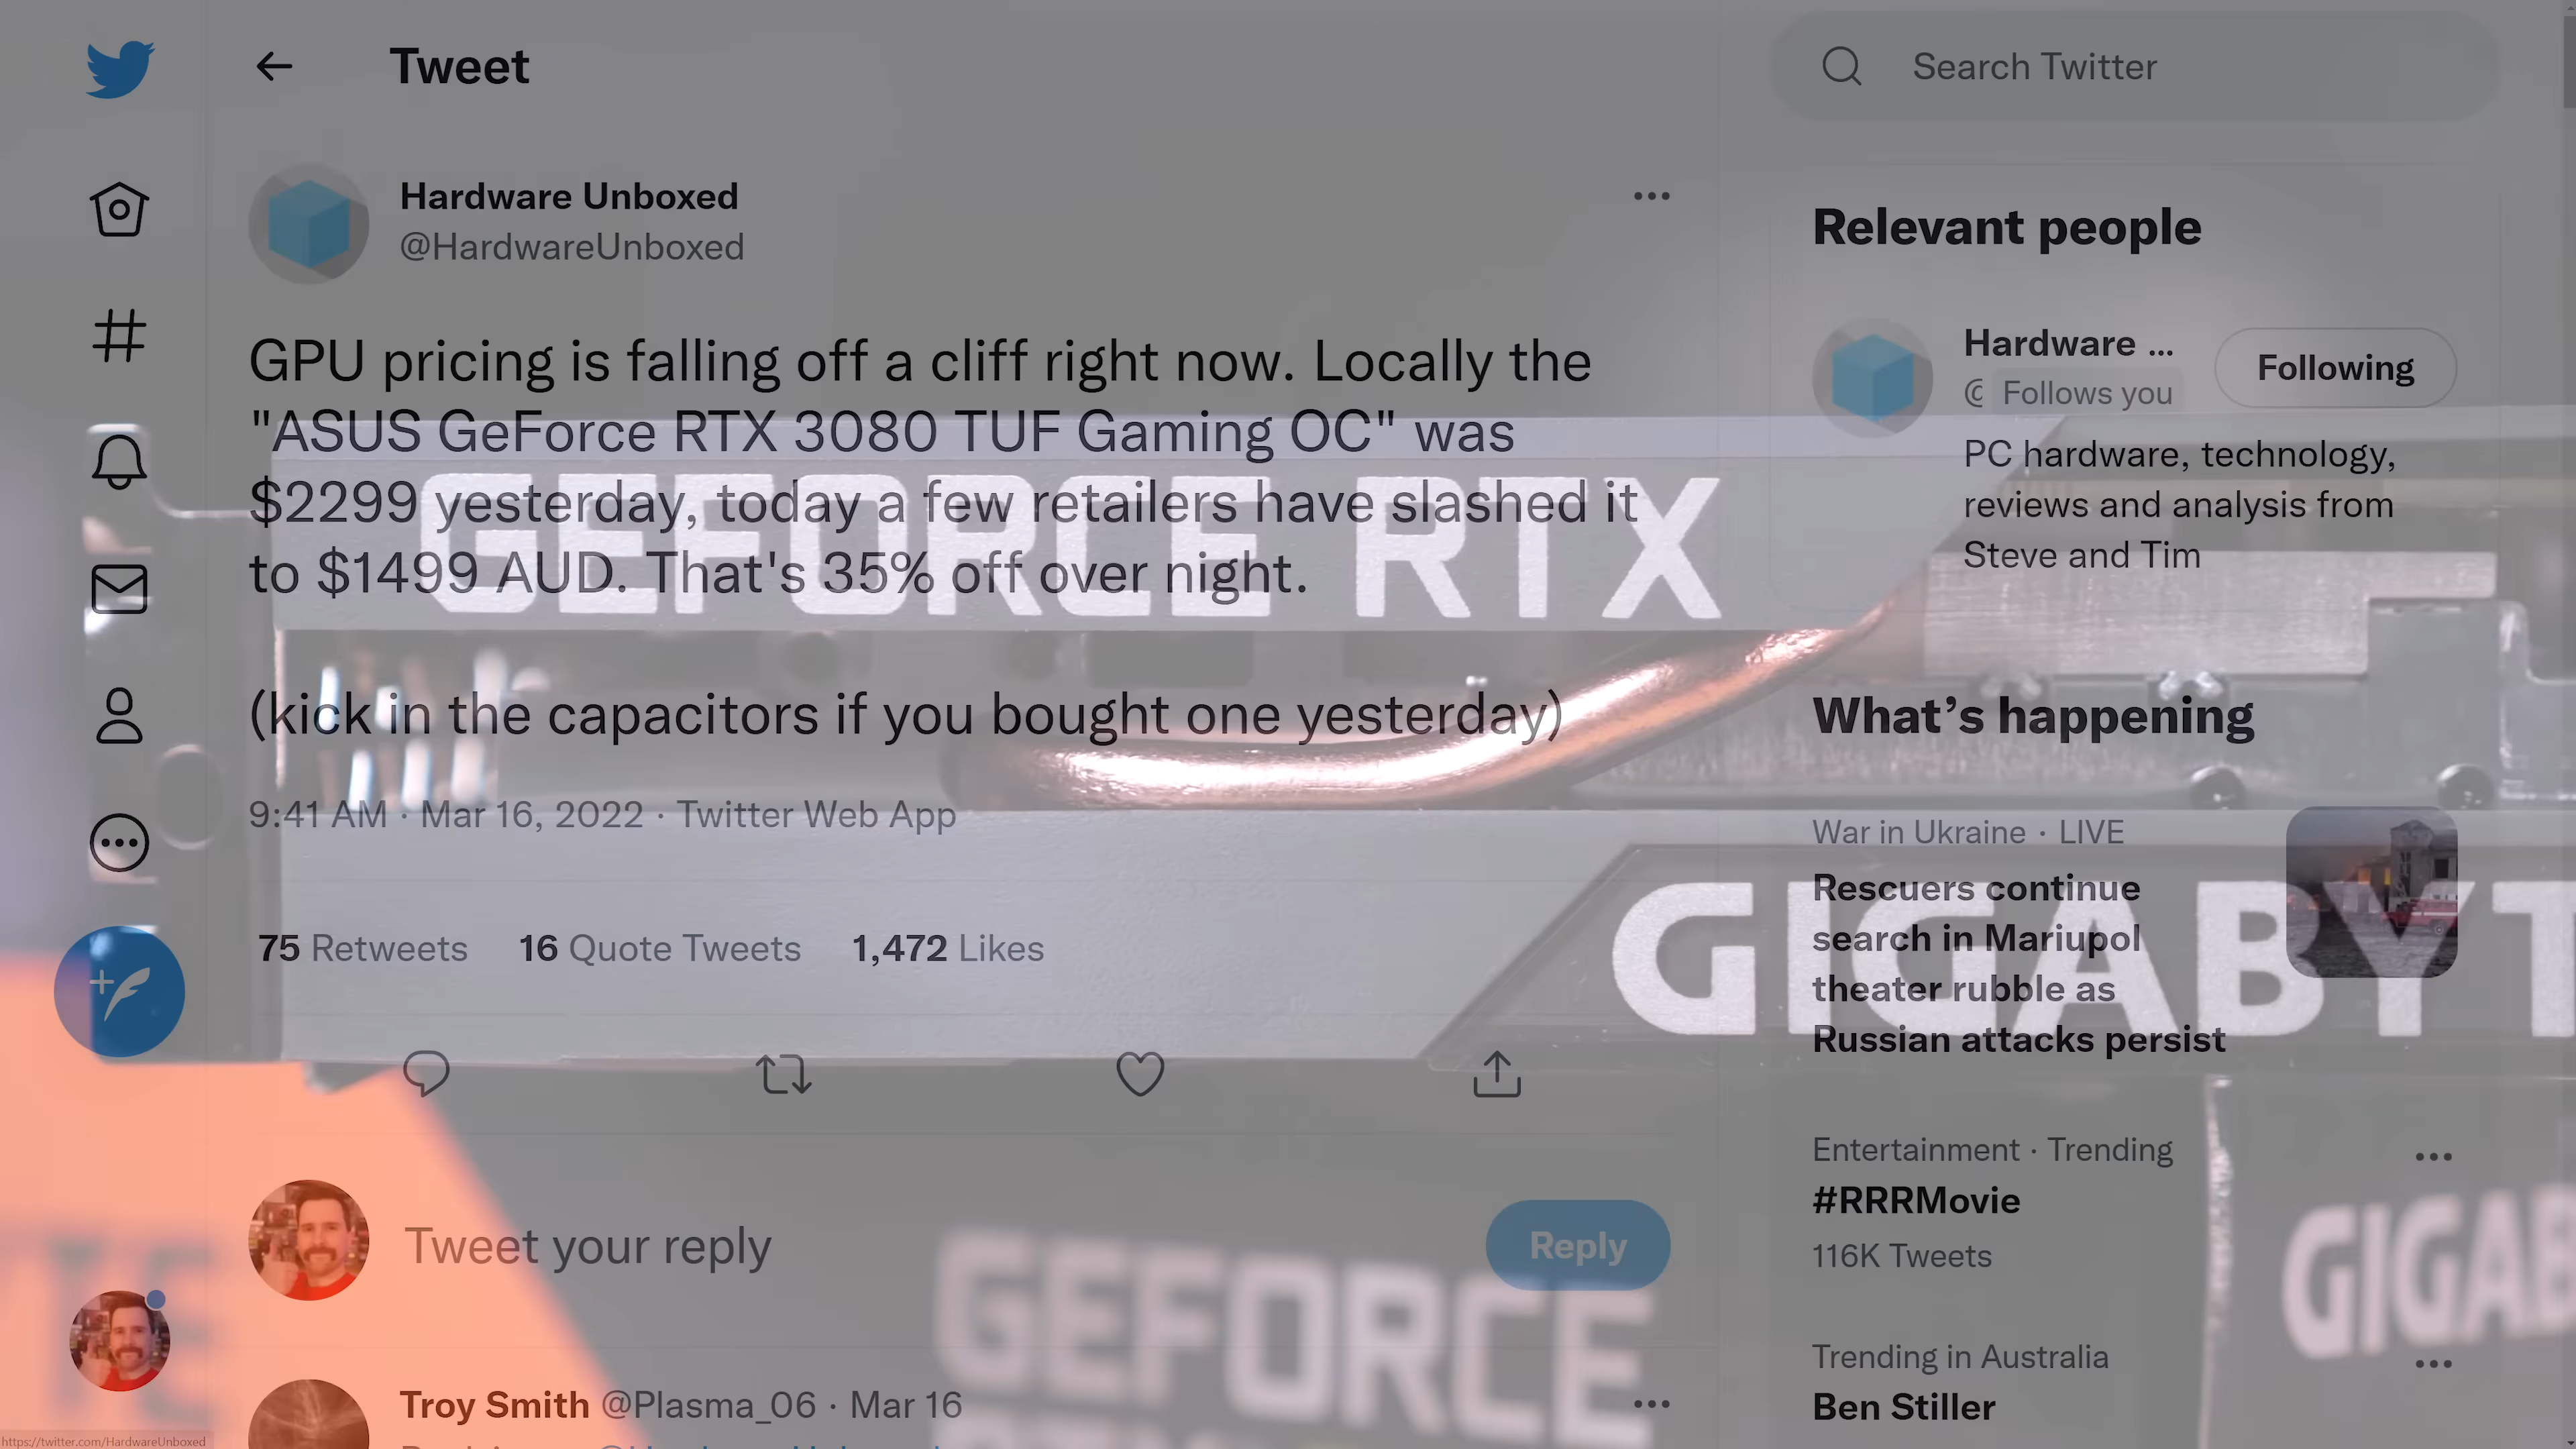 Tweet
Search Twitter
Hardware Unboxed
@HardwareUnboxed
GPU pricing is falling off a cliff right now. Locally the
"ASUS GeForce RTX 3080 TUF Gaming OC" was
$2299 yesterday, today a few retailers have slashed it
to $1499 AUD. That's 35% off over night.
(kick in the capacitors if you bought one yesterday)
9:41 AM · Mar 16, 2022 · Twitter Web App
75 Retweets 16 Quote Tweets 1,472 Likes
Tweet your reply
Reply
Troy Smith @Plasma_06 · Mar 16
Relevant people
Hardware ...
@ Follows you
Following
PC hardware, technology,
reviews and analysis from
Steve and Tim
What's happening
War in Ukraine · LIVE
Rescuers continue
search in Mariupol
theater rubble as
Russian attacks persist
Entertainment · Trending
#RRRMovie
116K Tweets
Trending in Australia
Ben Stiller
GEFORCE RTX
GIGABYT
GEFORCE
GIGAB
https://twitter.com/HardwareUnboxed